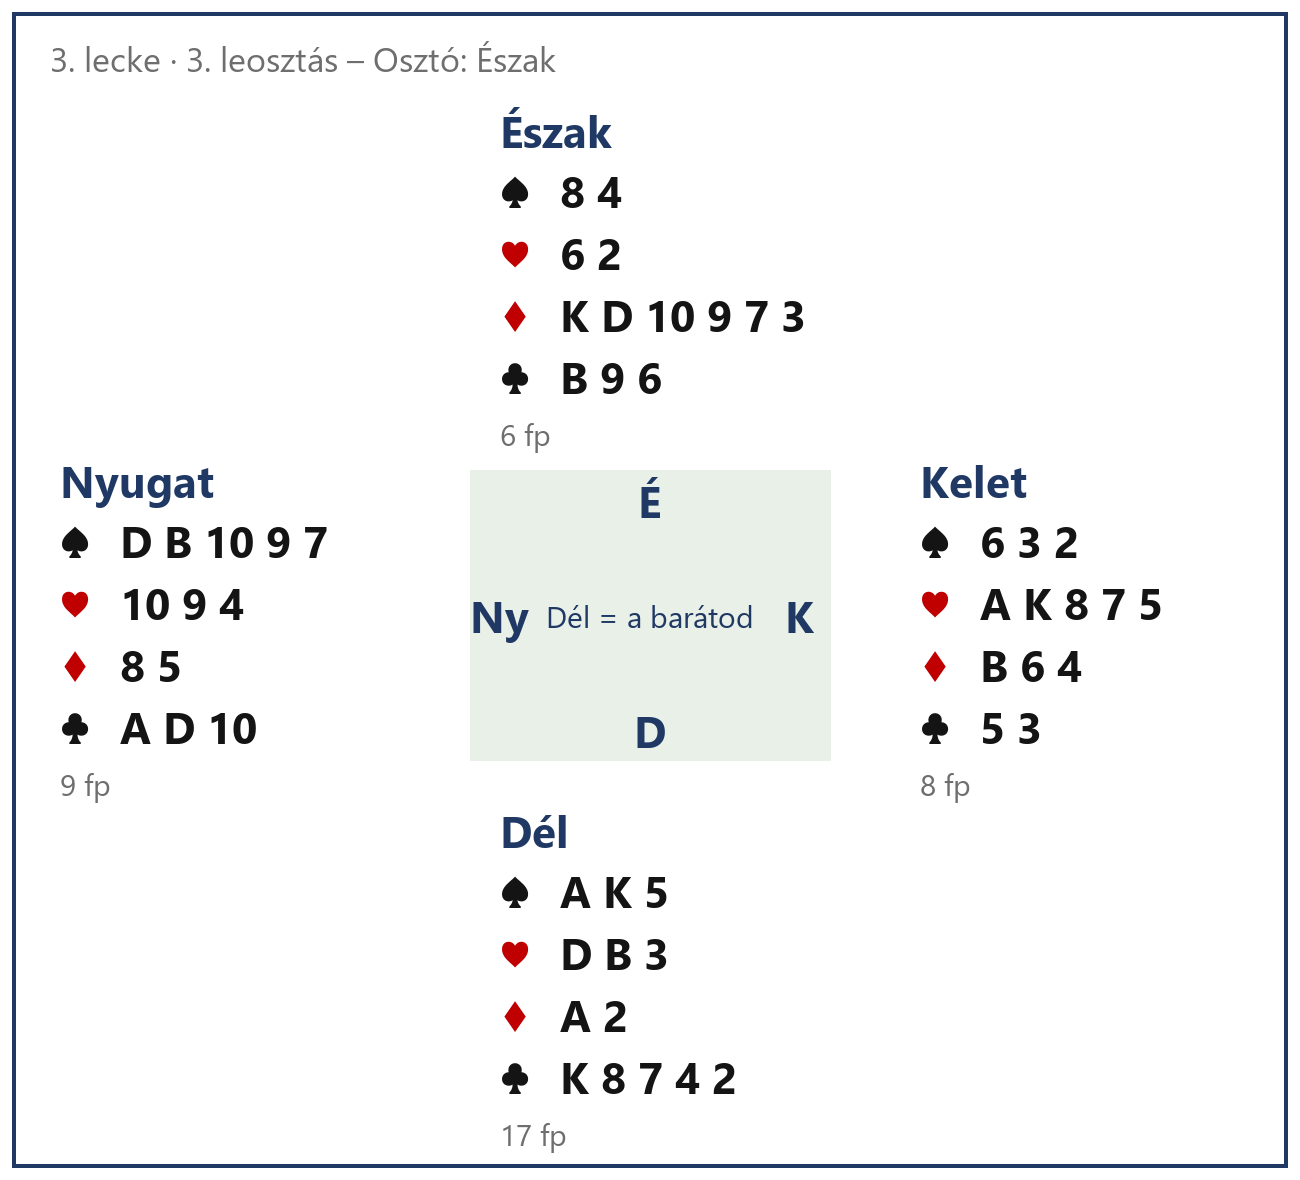 3. lecke · 3. leosztás – Osztó: Észak
Észak
♠ 8 4
♥ 6 2
♦ K D 10 9 7 3
♣ B 9 6
6 fp
Nyugat
♠ D B 10 9 7
♥ 10 9 4
♦ 8 5
♣ A D 10
9 fp
É
Ny Dél = a barátod K
D
Kelet
♠ 6 3 2
♥ A K 8 7 5
♦ B 6 4
♣ 5 3
8 fp
Dél
♠ A K 5
♥ D B 3
♦ A 2
♣ K 8 7 4 2
17 fp